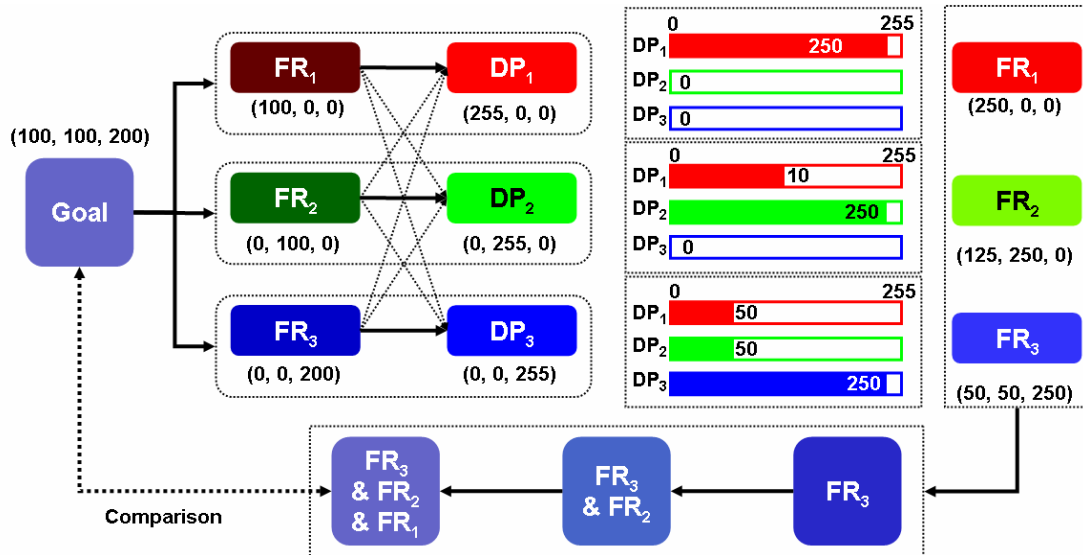 (100, 100, 200)
Goal
FR₁
(100, 0, 0)
DP₁
(255, 0, 0)
FR₂
(0, 100, 0)
DP₂
(0, 255, 0)
FR₃
(0, 0, 200)
DP₃
(0, 0, 255)
0 255
DP₁ 250
DP₂ 0
DP₃ 0
0 255
DP₁ 10
DP₂ 250
DP₃ 0
0 255
DP₁ 50
DP₂ 50
DP₃ 250
FR₁
(250, 0, 0)
FR₂
(125, 250, 0)
FR₃
(50, 50, 250)
Comparison
FR₃
& FR₂
& FR₁
FR₃
& FR₂
FR₃